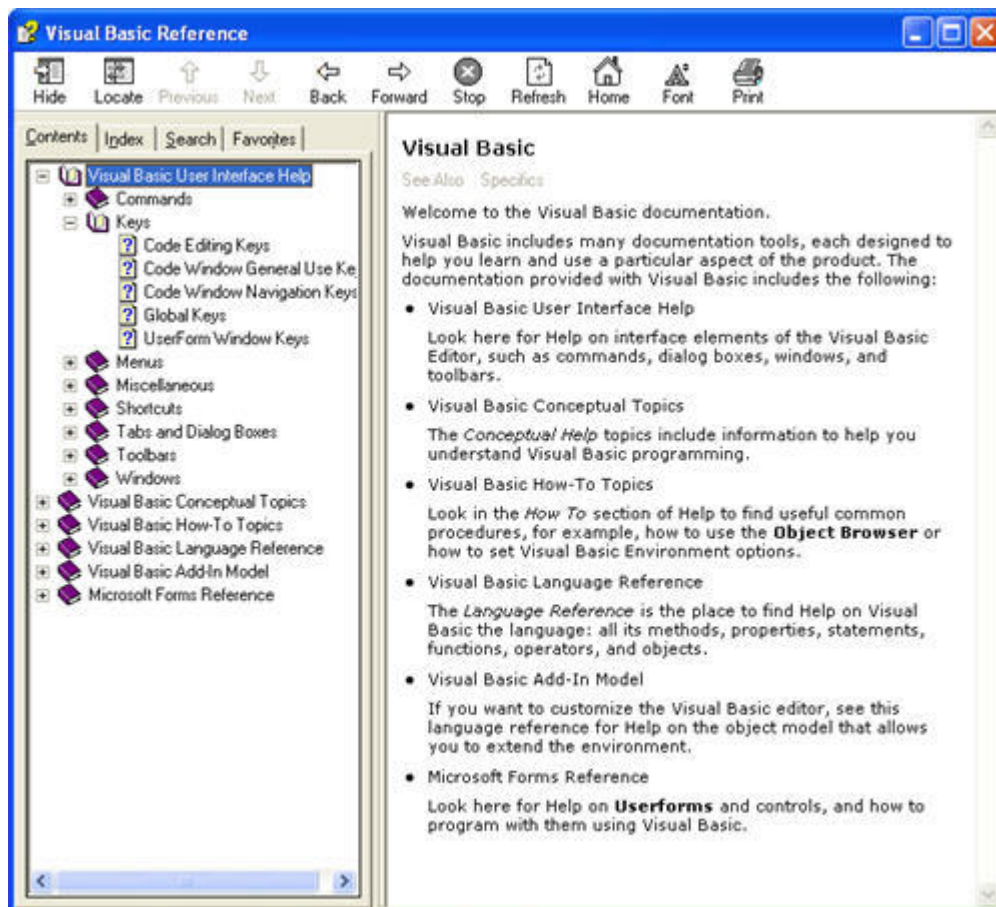 Visual Basic Reference
Hide Locate Previous Next Back Forward Stop Refresh Home Font Print
Contents Index Search Favorites
Visual Basic User Interface Help
Commands
Keys
Code Editing Keys
Code Window General Use Ke
Code Window Navigation Keys
Global Keys
UserForm Window Keys
Menus
Miscellaneous
Shortcuts
Tabs and Dialog Boxes
Toolbars
Windows
Visual Basic Conceptual Topics
Visual Basic How-To Topics
Visual Basic Language Reference
Visual Basic Add-In Model
Microsoft Forms Reference
Visual Basic
See Also Specifics
Welcome to the Visual Basic documentation.
Visual Basic includes many documentation tools, each designed to
help you learn and use a particular aspect of the product. The
documentation provided with Visual Basic includes the following:
• Visual Basic User Interface Help
Look here for Help on interface elements of the Visual Basic
Editor, such as commands, dialog boxes, windows, and
toolbars.
• Visual Basic Conceptual Topics
The Conceptual Help topics include information to help you
understand Visual Basic programming.
• Visual Basic How-To Topics
Look in the How To section of Help to find useful common
procedures, for example, how to use the Object Browser or
how to set Visual Basic Environment options.
• Visual Basic Language Reference
The Language Reference is the place to find Help on Visual
Basic the language: all its methods, properties, statements,
functions, operators, and objects.
• Visual Basic Add-In Model
If you want to customize the Visual Basic editor, see this
language reference for Help on the object model that allows
you to extend the environment.
• Microsoft Forms Reference
Look here for Help on Userforms and controls, and how to
program with them using Visual Basic.